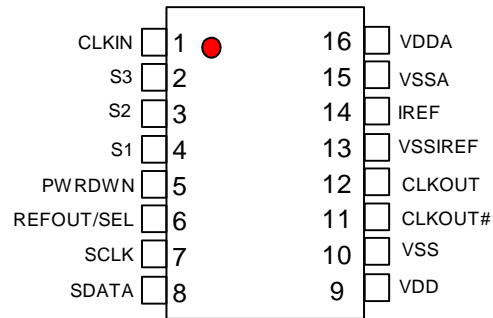 CLKIN 1 16 VDDA
S3 2 15 VSSA
S2 3 14 IREF
S1 4 13 VSSIREF
PWRDWN 5 12 CLKOUT
REFOUT/SEL 6 11 CLKOUT#
SCLK 7 10 VSS
SDATA 8 9 VDD